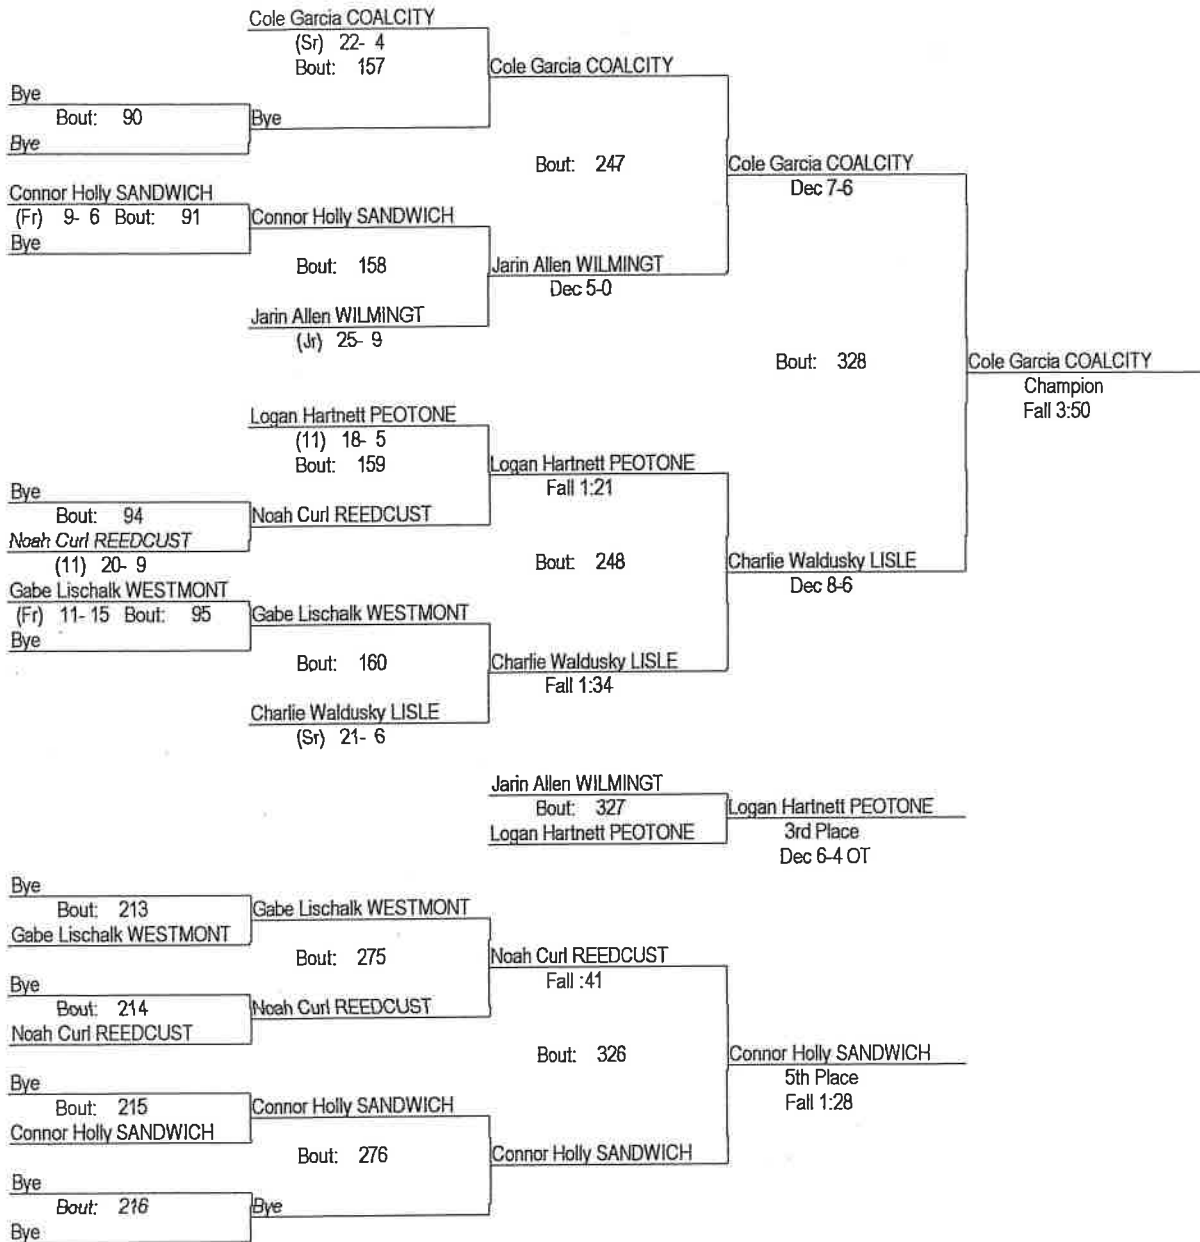 Cole Garcia COALCITY
(Sr) 22- 4
Bout: 157
Cole Garcia COALCITY
Bye
Bout: 90
Bye
Bye
Bout: 247
Cole Garcia COALCITY
Dec 7-6
Connor Holly SANDWICH
(Fr) 9- 6 Bout: 91
Connor Holly SANDWICH
Bye
Bout: 158
Jarin Allen WILMINGT
Dec 5-0
Jarin Allen WILMINGT
(Jr) 25- 9
Bout: 328
Cole Garcia COALCITY
Champion
Fall 3:50
Logan Hartnett PEOTONE
(11) 18- 5
Bout: 159
Logan Hartnett PEOTONE
Fall 1:21
Bye
Bout: 94
Noah Curl REEDCUST
Noah Curl REEDCUST
(11) 20- 9
Bout: 248
Charlie Waldusky LISLE
Dec 8-6
Gabe Lischalk WESTMONT
(Fr) 11- 15 Bout: 95
Gabe Lischalk WESTMONT
Bye
Bout: 160
Charlie Waldusky LISLE
Fall 1:34
Charlie Waldusky LISLE
(Sr) 21- 6
Jarin Allen WILMINGT
Bout: 327
Logan Hartnett PEOTONE
Logan Hartnett PEOTONE
3rd Place
Dec 6-4 OT
Bye
Bout: 213
Gabe Lischalk WESTMONT
Gabe Lischalk WESTMONT
Bout: 275
Noah Curl REEDCUST
Fall :41
Bye
Bout: 214
Noah Curl REEDCUST
Noah Curl REEDCUST
Bout: 326
Connor Holly SANDWICH
5th Place
Fall 1:28
Bye
Bout: 215
Connor Holly SANDWICH
Connor Holly SANDWICH
Bout: 276
Connor Holly SANDWICH
Bye
Bout: 216
Bye
Bye